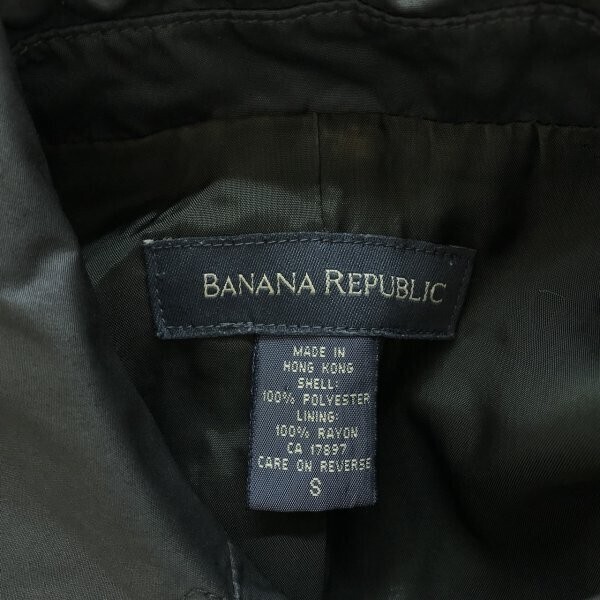 BANANA REPUBLIC
MADE IN
HONG KONG
SHELL:
100% POLYESTER
LINING:
100% RAYON
CA 17897
CARE ON REVERSE
S